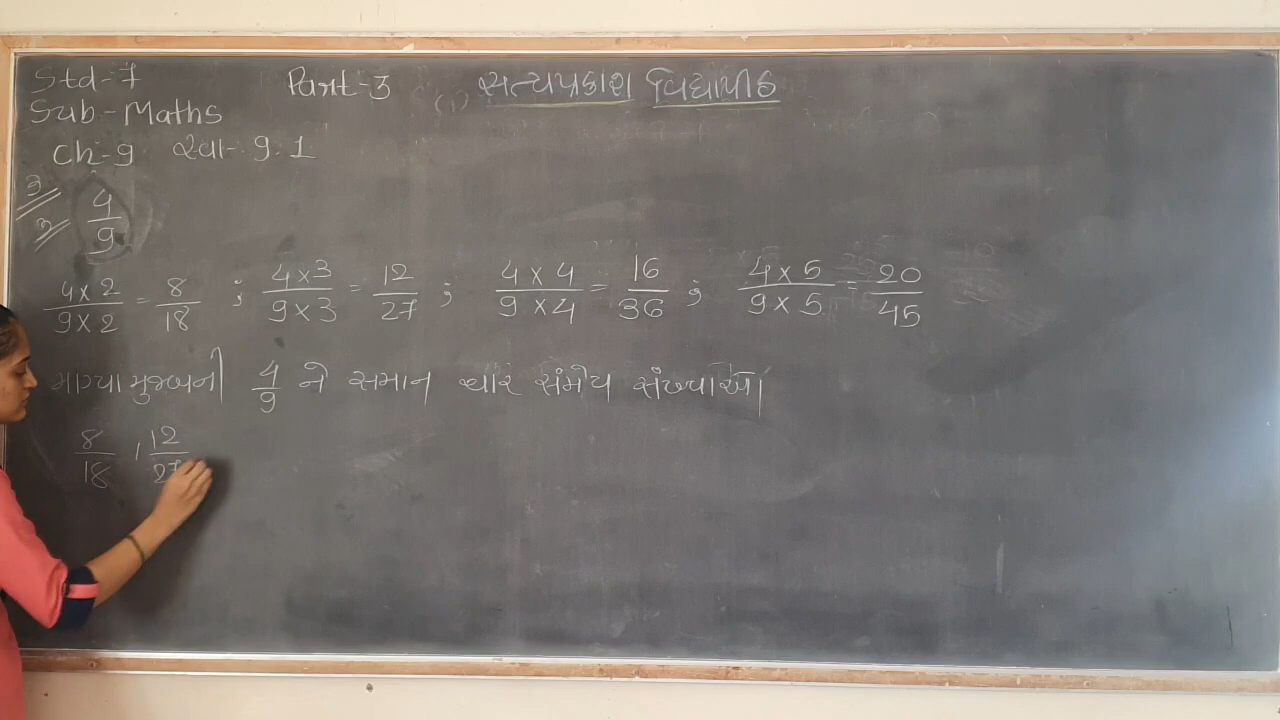 Std-7 Part-3 સત્યપ્રકાશ વિદ્યાપીઠ
Sub-Maths
Ch-9 સ્વા- 9.1
4/9
4×2/9×2 = 8/18 ; 4×3/9×3 = 12/27 ; 4×4/9×4 = 16/36 ; 4×5/9×5 = 20/45
માગ્યા મુજબની 4/9 ને સમાન ચાર સંમેય સંખ્યાઓ
8/18 , 12/27